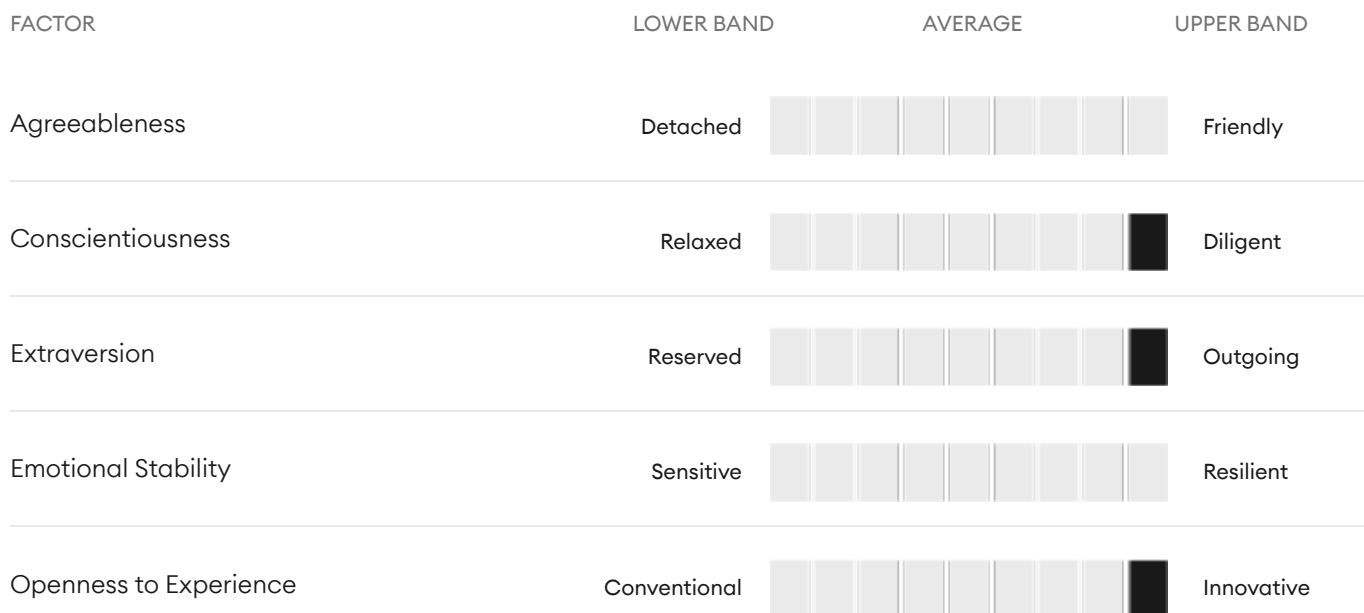 FACTOR LOWER BAND AVERAGE UPPER BAND
Agreeableness Detached Friendly
Conscientiousness Relaxed Diligent
Extraversion Reserved Outgoing
Emotional Stability Sensitive Resilient
Openness to Experience Conventional Innovative